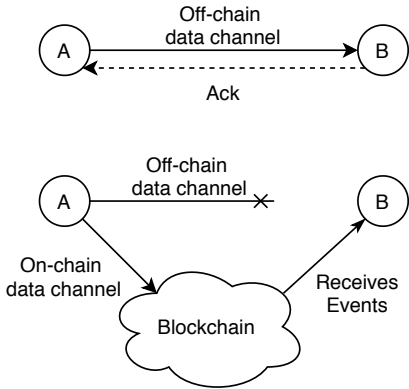 Off-chain
data channel
A
B
Ack
Off-chain
data channel
A
B
On-chain
data channel
Blockchain
Receives
Events